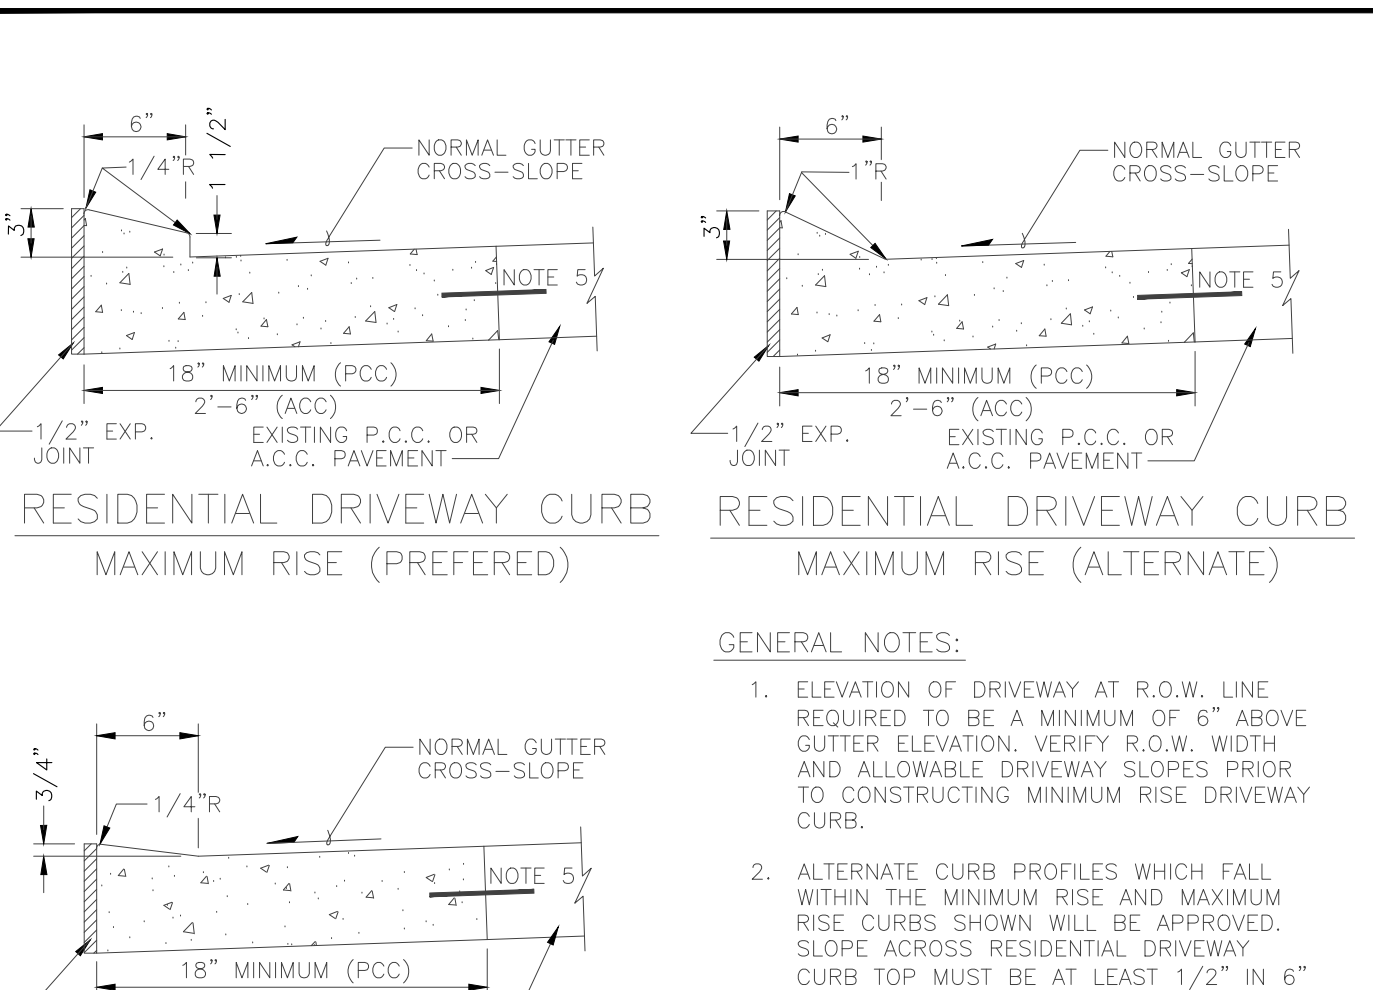 6"
1 1/2"
1/4"R
NORMAL GUTTER
CROSS-SLOPE
3"
NOTE 5
18" MINIMUM (PCC)
2'-6" (ACC)
1/2" EXP.
JOINT
EXISTING P.C.C. OR
A.C.C. PAVEMENT
RESIDENTIAL DRIVEWAY CURB
MAXIMUM RISE (PREFERED)
6"
1"R
NORMAL GUTTER
CROSS-SLOPE
3"
NOTE 5
18" MINIMUM (PCC)
2'-6" (ACC)
1/2" EXP.
JOINT
EXISTING P.C.C. OR
A.C.C. PAVEMENT
RESIDENTIAL DRIVEWAY CURB
MAXIMUM RISE (ALTERNATE)
6"
3/4"
1/4"R
NORMAL GUTTER
CROSS-SLOPE
NOTE 5
18" MINIMUM (PCC)
GENERAL NOTES:
1. ELEVATION OF DRIVEWAY AT R.O.W. LINE
REQUIRED TO BE A MINIMUM OF 6" ABOVE
GUTTER ELEVATION. VERIFY R.O.W. WIDTH
AND ALLOWABLE DRIVEWAY SLOPES PRIOR
TO CONSTRUCTING MINIMUM RISE DRIVEWAY
CURB.
2. ALTERNATE CURB PROFILES WHICH FALL
WITHIN THE MINIMUM RISE AND MAXIMUM
RISE CURBS SHOWN WILL BE APPROVED.
SLOPE ACROSS RESIDENTIAL DRIVEWAY
CURB TOP MUST BE AT LEAST 1/2" IN 6"